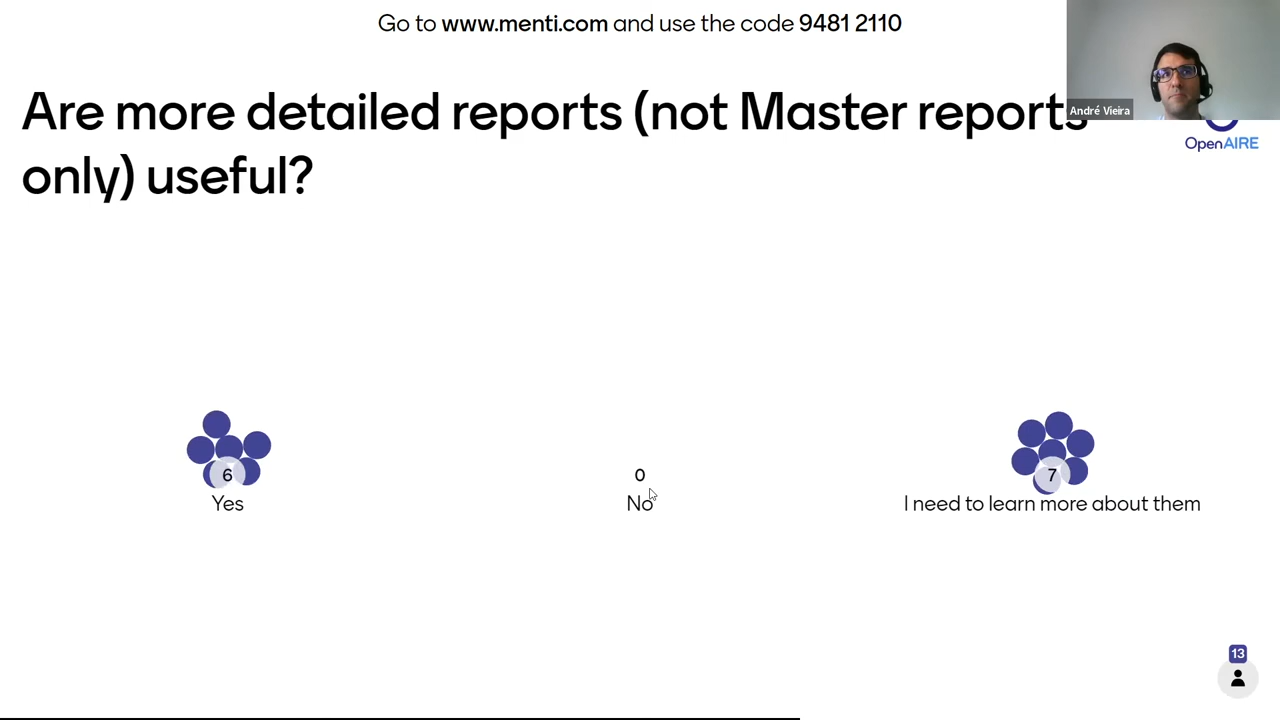 Go to www.menti.com and use the code 9481 2110
André Vieira
Are more detailed reports (not Master reports
only) useful?
OpenAIRE
6
0
7
Yes
No
I need to learn more about them
13